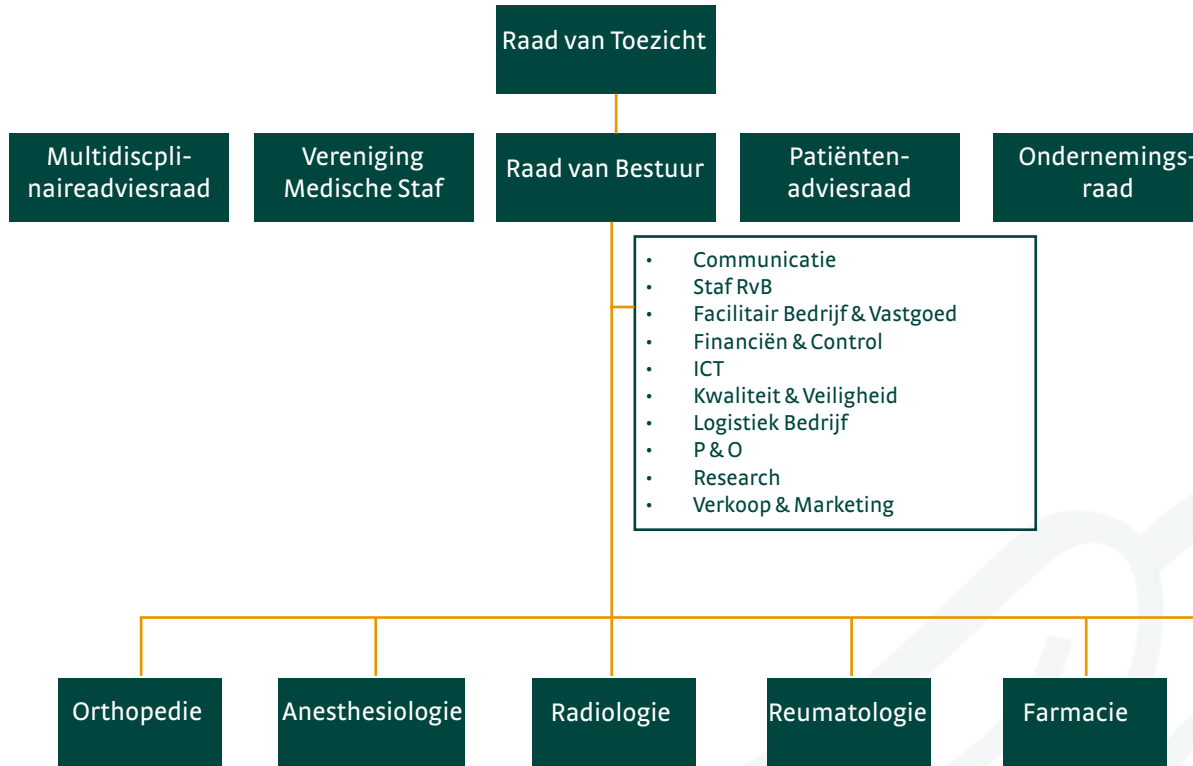 Raad van Toezicht
Multidiscpli-
naireadviesraad
Vereniging
Medische Staf
Raad van Bestuur
Patiënten-
adviesraad
Ondernemings-
raad
• Communicatie
• Staf RvB
• Facilitair Bedrijf & Vastgoed
• Financiën & Control
• ICT
• Kwaliteit & Veiligheid
• Logistiek Bedrijf
• P & O
• Research
• Verkoop & Marketing
Orthopedie
Anesthesiologie
Radiologie
Reumatologie
Farmacie